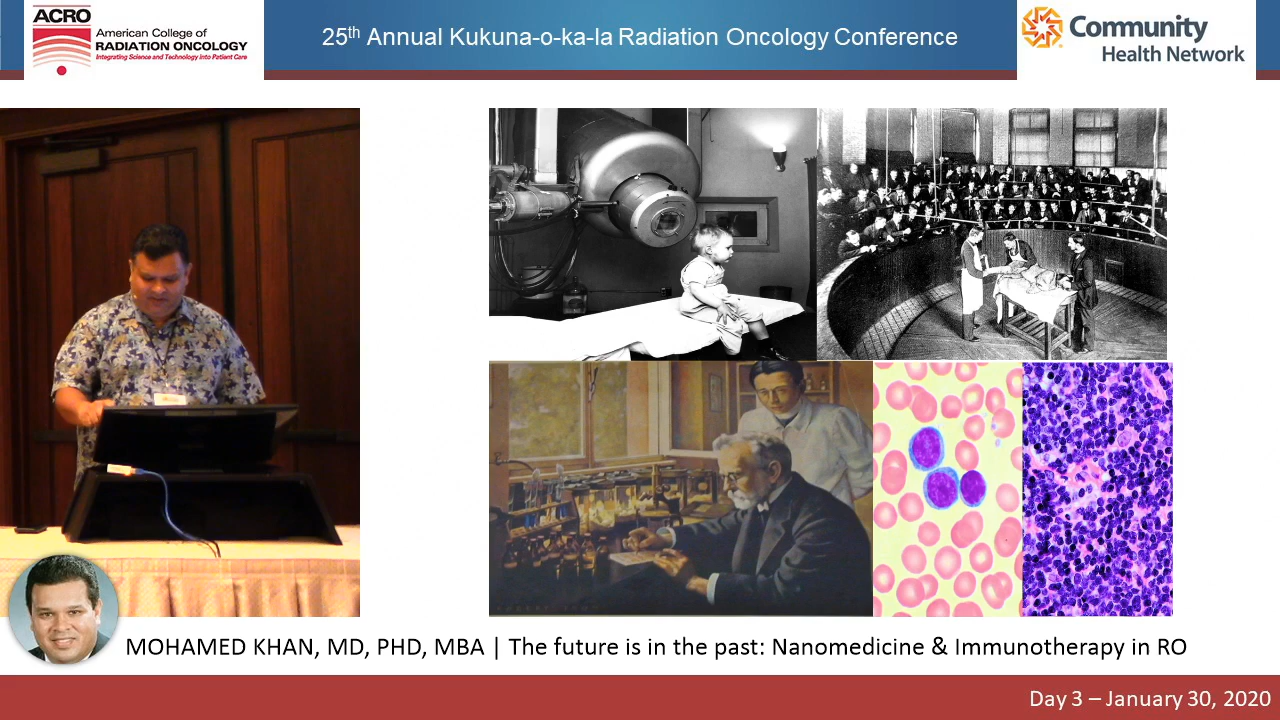 ACRO
American College of
RADIATION ONCOLOGY
Integrating Science and Technology Into Patient Care
25th Annual Kukuna-o-ka-la Radiation Oncology Conference
Community
Health Network
MOHAMED KHAN, MD, PHD, MBA | The future is in the past: Nanomedicine & Immunotherapy in RO
Day 3 – January 30, 2020